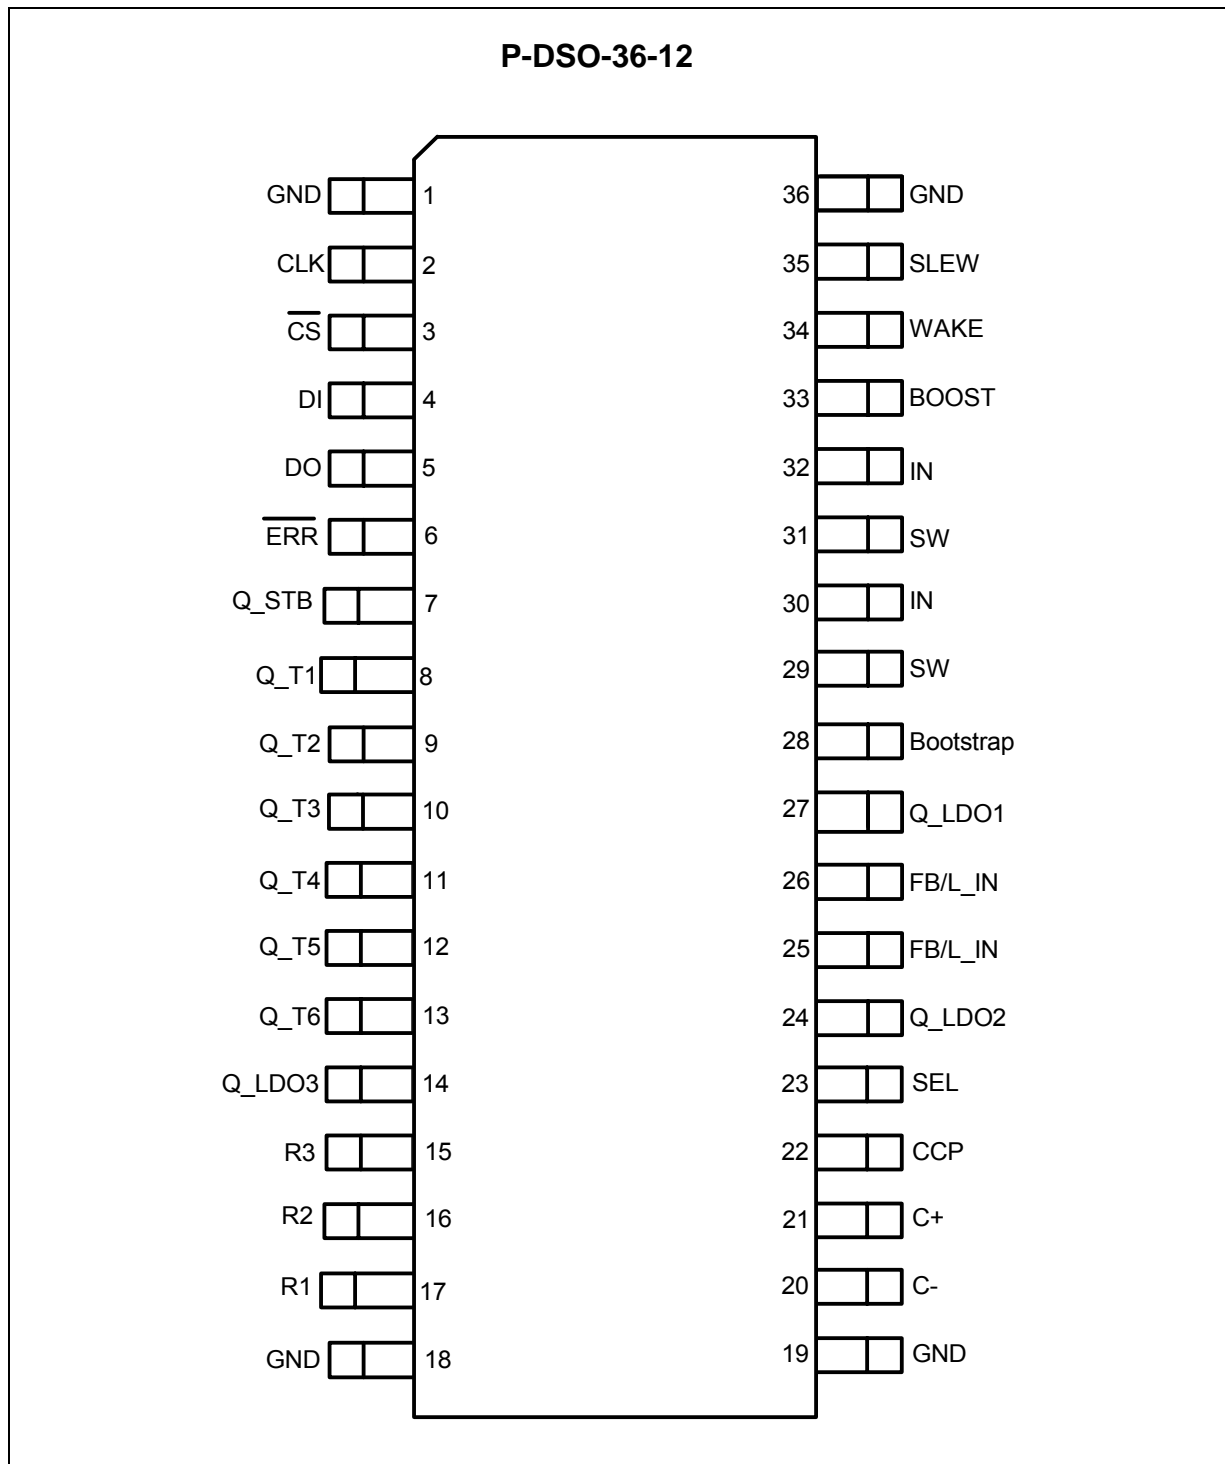 P-DSO-36-12
GND 1 36 GND
CLK 2 35 SLEW
CS 3 34 WAKE
DI 4 33 BOOST
DO 5 32 IN
ERR 6 31 SW
Q_STB 7 30 IN
Q_T1 8 29 SW
Q_T2 9 28 Bootstrap
Q_T3 10 27 Q_LDO1
Q_T4 11 26 FB/L_IN
Q_T5 12 25 FB/L_IN
Q_T6 13 24 Q_LDO2
Q_LDO3 14 23 SEL
R3 15 22 CCP
R2 16 21 C+
R1 17 20 C-
GND 18 19 GND